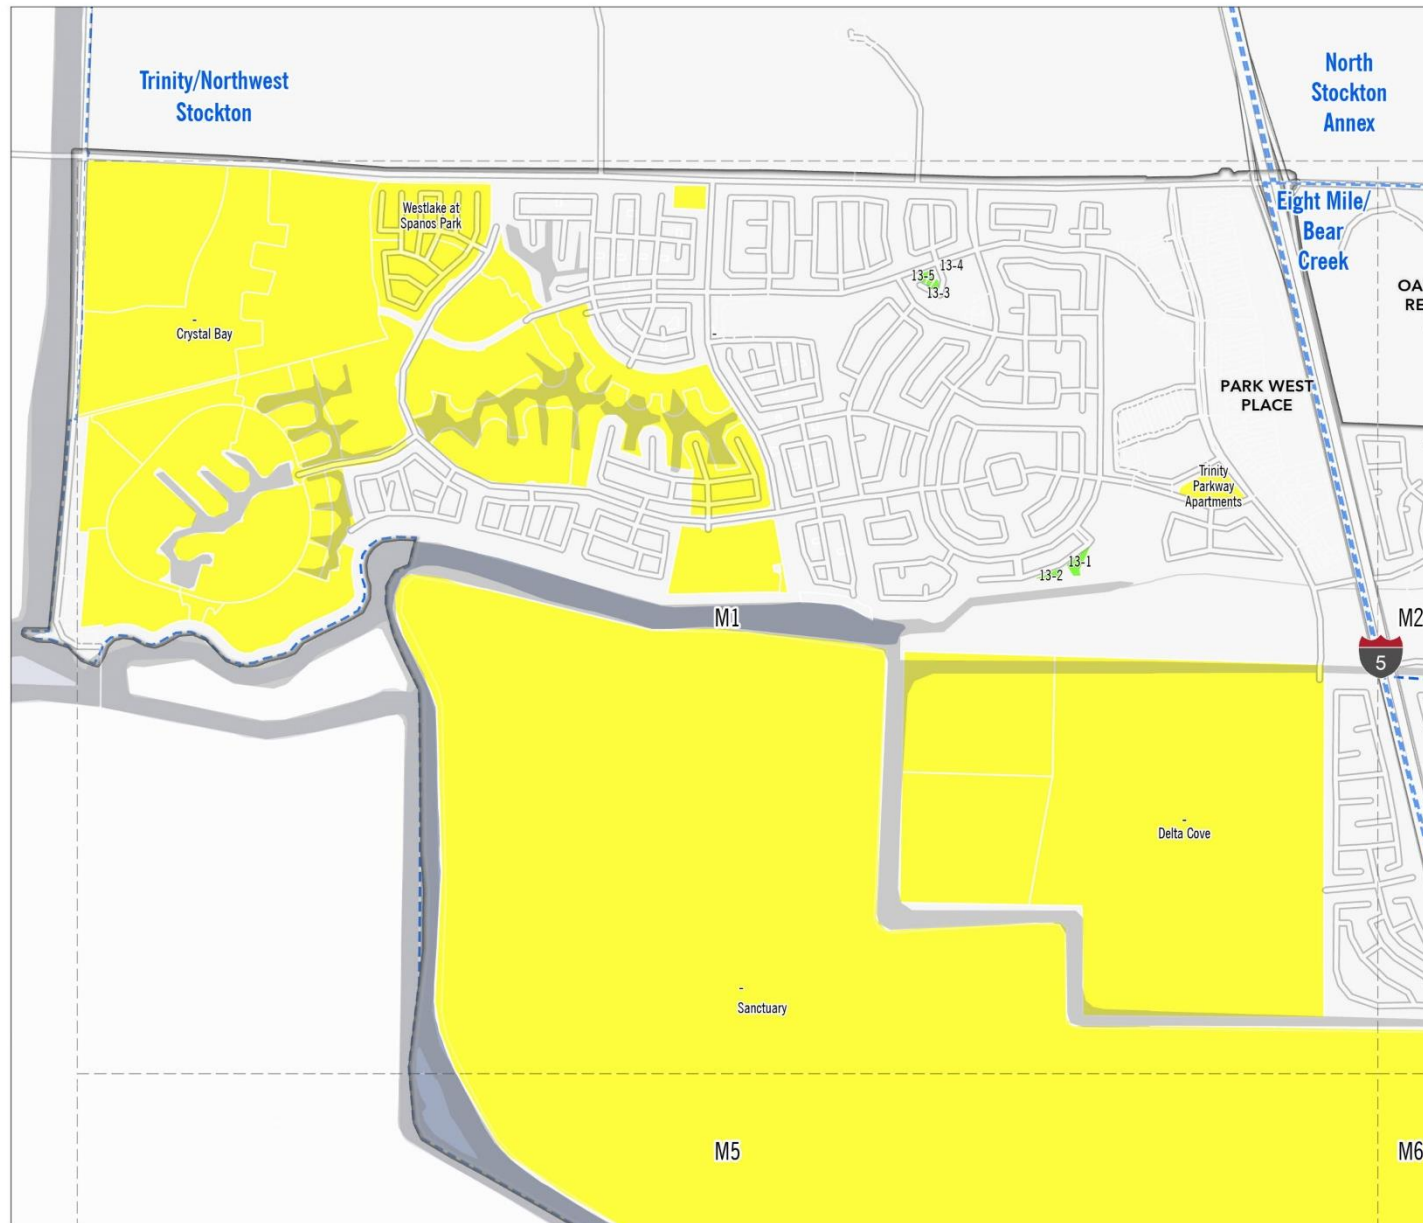 Trinity/Northwest
Stockton
North
Stockton
Annex
Westlake at
Spanos Park
Eight Mile/
Bear
Creek
13-4
13-5
13-3
OA
RE
Crystal Bay
PARK WEST
PLACE
Trinity
Parkway
Apartments
13-1
13-2
M1
M2
5
Delta Cove
Sanctuary
M5
M6